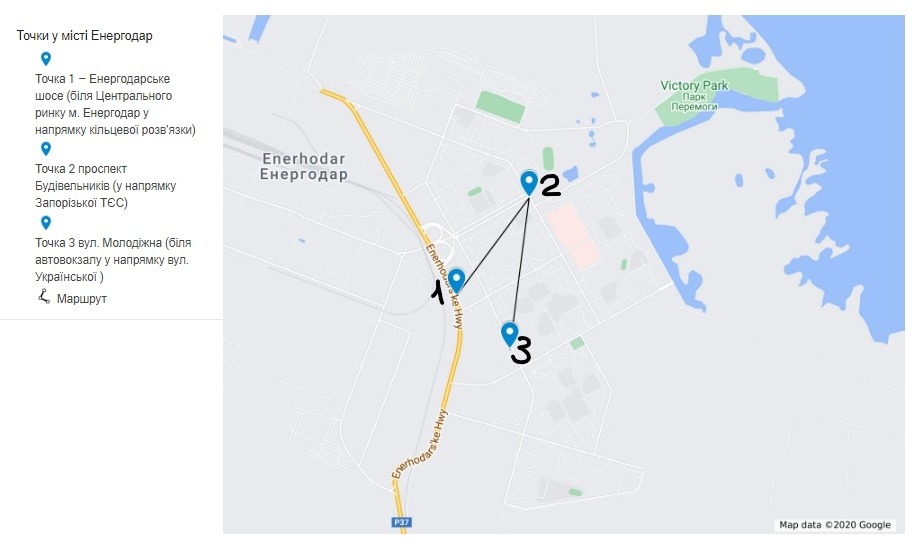 Точки у місті Енергодар
Точка 1 – Енергодарське
шосе (біля Центрального
ринку м. Енергодар у
напрямку кільцевої розв'язки)
Точка 2 проспект
Будівельників (у напрямку
Запорізької ТЄС)
Точка 3 вул. Молодіжна (біля
автовокзалу у напрямку вул.
Української )
Маршрут
Victory Park
Парк
Перемоги
Enerhodar
Енергодар
2
1
Enerhodars'ke Hwy
3
Enerhodars'ke Hwy
P37
Map data ©2020 Google